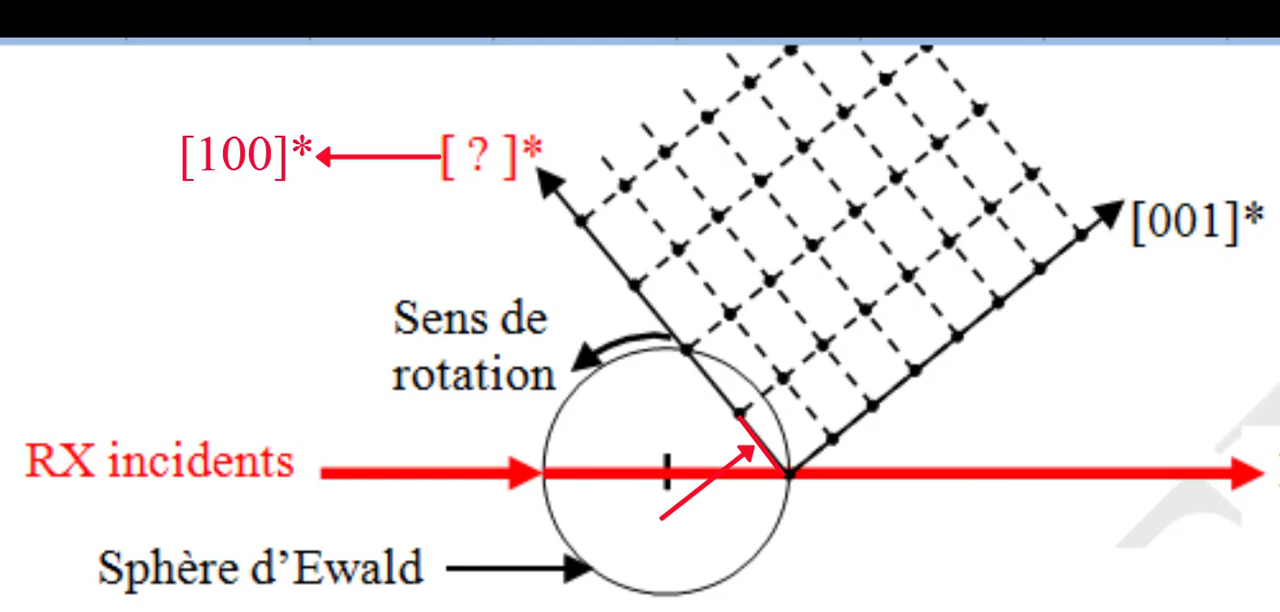 [100]*
[ ? ]*
[001]*
Sens de
rotation
RX incidents
Sphère d’Ewald